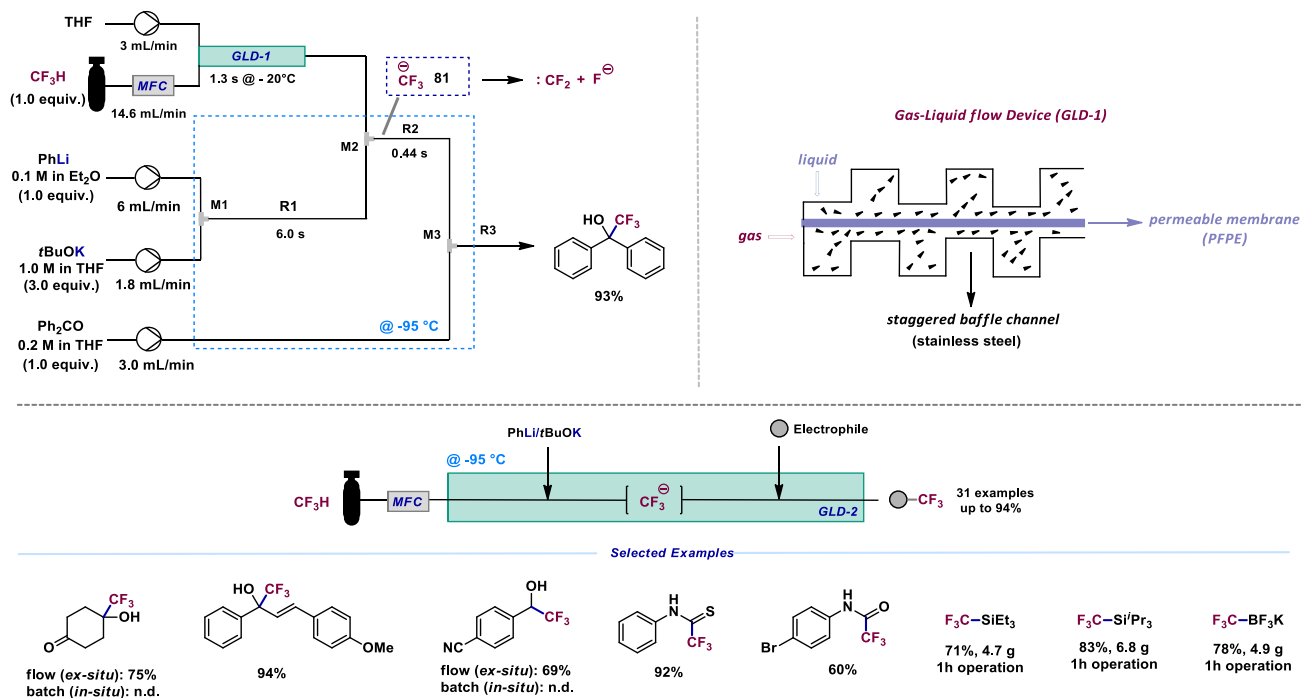 THF
3 mL/min
GLD-1
1.3 s @ - 20°C
CF3H
(1.0 equiv.)
MFC
14.6 mL/min
⊖
CF3 81
: CF2 + F⊖
R2
0.44 s
M2
PhLi
0.1 M in Et2O
(1.0 equiv.)
6 mL/min
M1
R1
6.0 s
tBuOK
1.0 M in THF
(3.0 equiv.)
1.8 mL/min
M3
R3
Ph2CO
0.2 M in THF
(1.0 equiv.)
3.0 mL/min
@ -95 °C
HO CF3
93%
Gas-Liquid flow Device (GLD-1)
liquid
gas
permeable membrane
(PFPE)
staggered baffle channel
(stainless steel)
PhLi/tBuOK
Electrophile
@ -95 °C
CF3H
MFC
CF3⊖
GLD-2
CF3
31 examples
up to 94%
Selected Examples
CF3
OH
O
flow (ex-situ): 75%
batch (in-situ): n.d.
HO CF3
OMe
94%
OH
CF3
NC
flow (ex-situ): 69%
batch (in-situ): n.d.
H
N
S
CF3
92%
H
N
O
Br
CF3
60%
F3C–SiEt3
71%, 4.7 g
1h operation
F3C–SiiPr3
83%, 6.8 g
1h operation
F3C–BF3K
78%, 4.9 g
1h operation